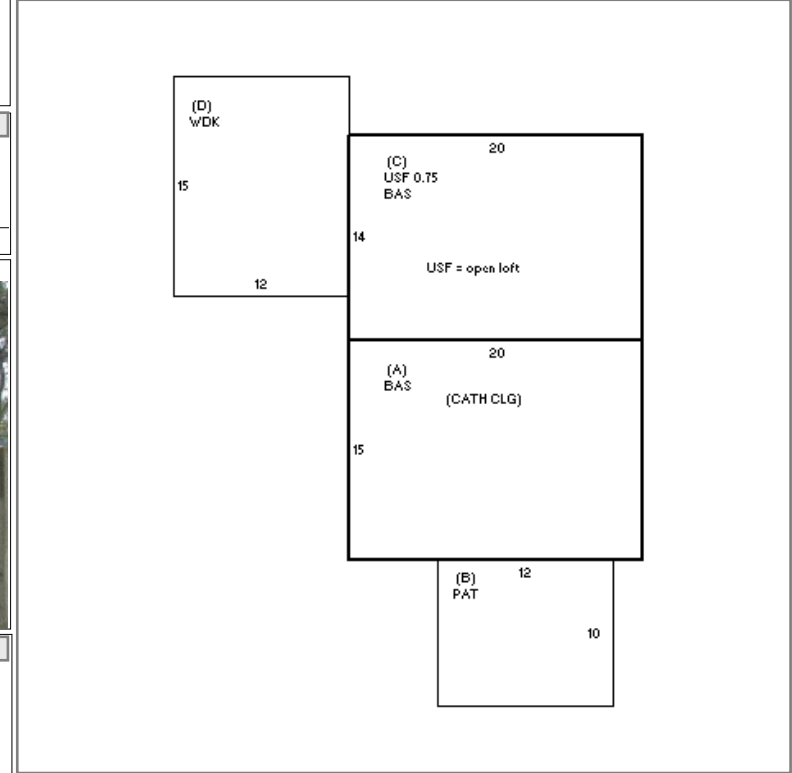 (D)
WDK
15
12
20
(C)
USF 0.75
BAS
14
USF = open loft
20
(A)
BAS
(CATH CLG)
15
(B)
12
PAT
10